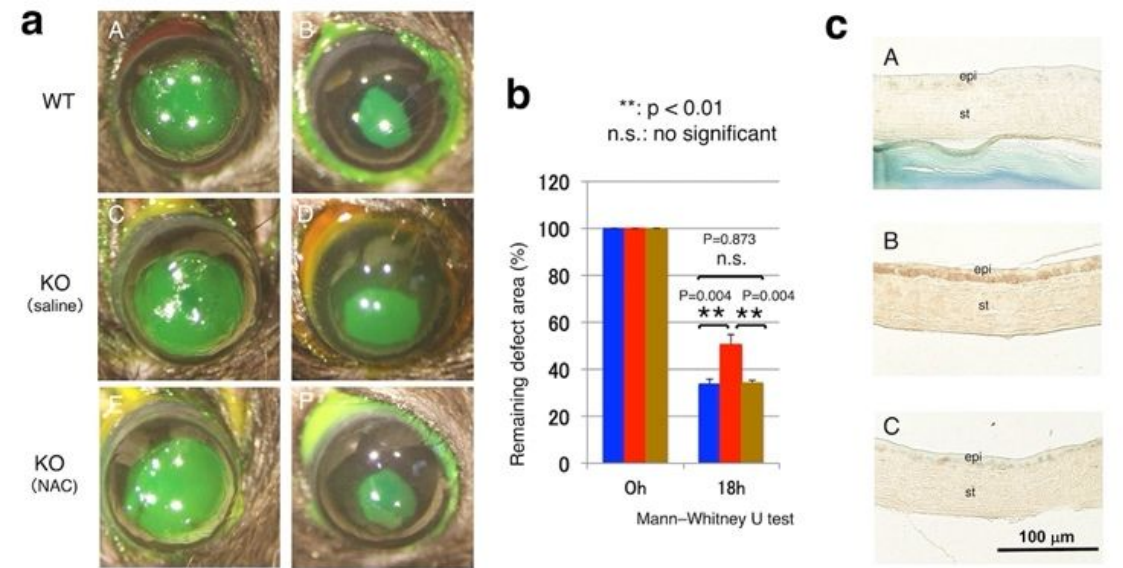 a
A
B
WT
C
D
KO
(saline)
E
F
KO
(NAC)
b
**: p < 0.01
n.s.: no significant
Remaining defect area (%)
120
100
80
60
40
20
0
P=0.873
n.s.
P=0.004 P=0.004
** **
0h 18h
Mann–Whitney U test
c
A
epi
st
B
epi
st
C
epi
st
100 μm